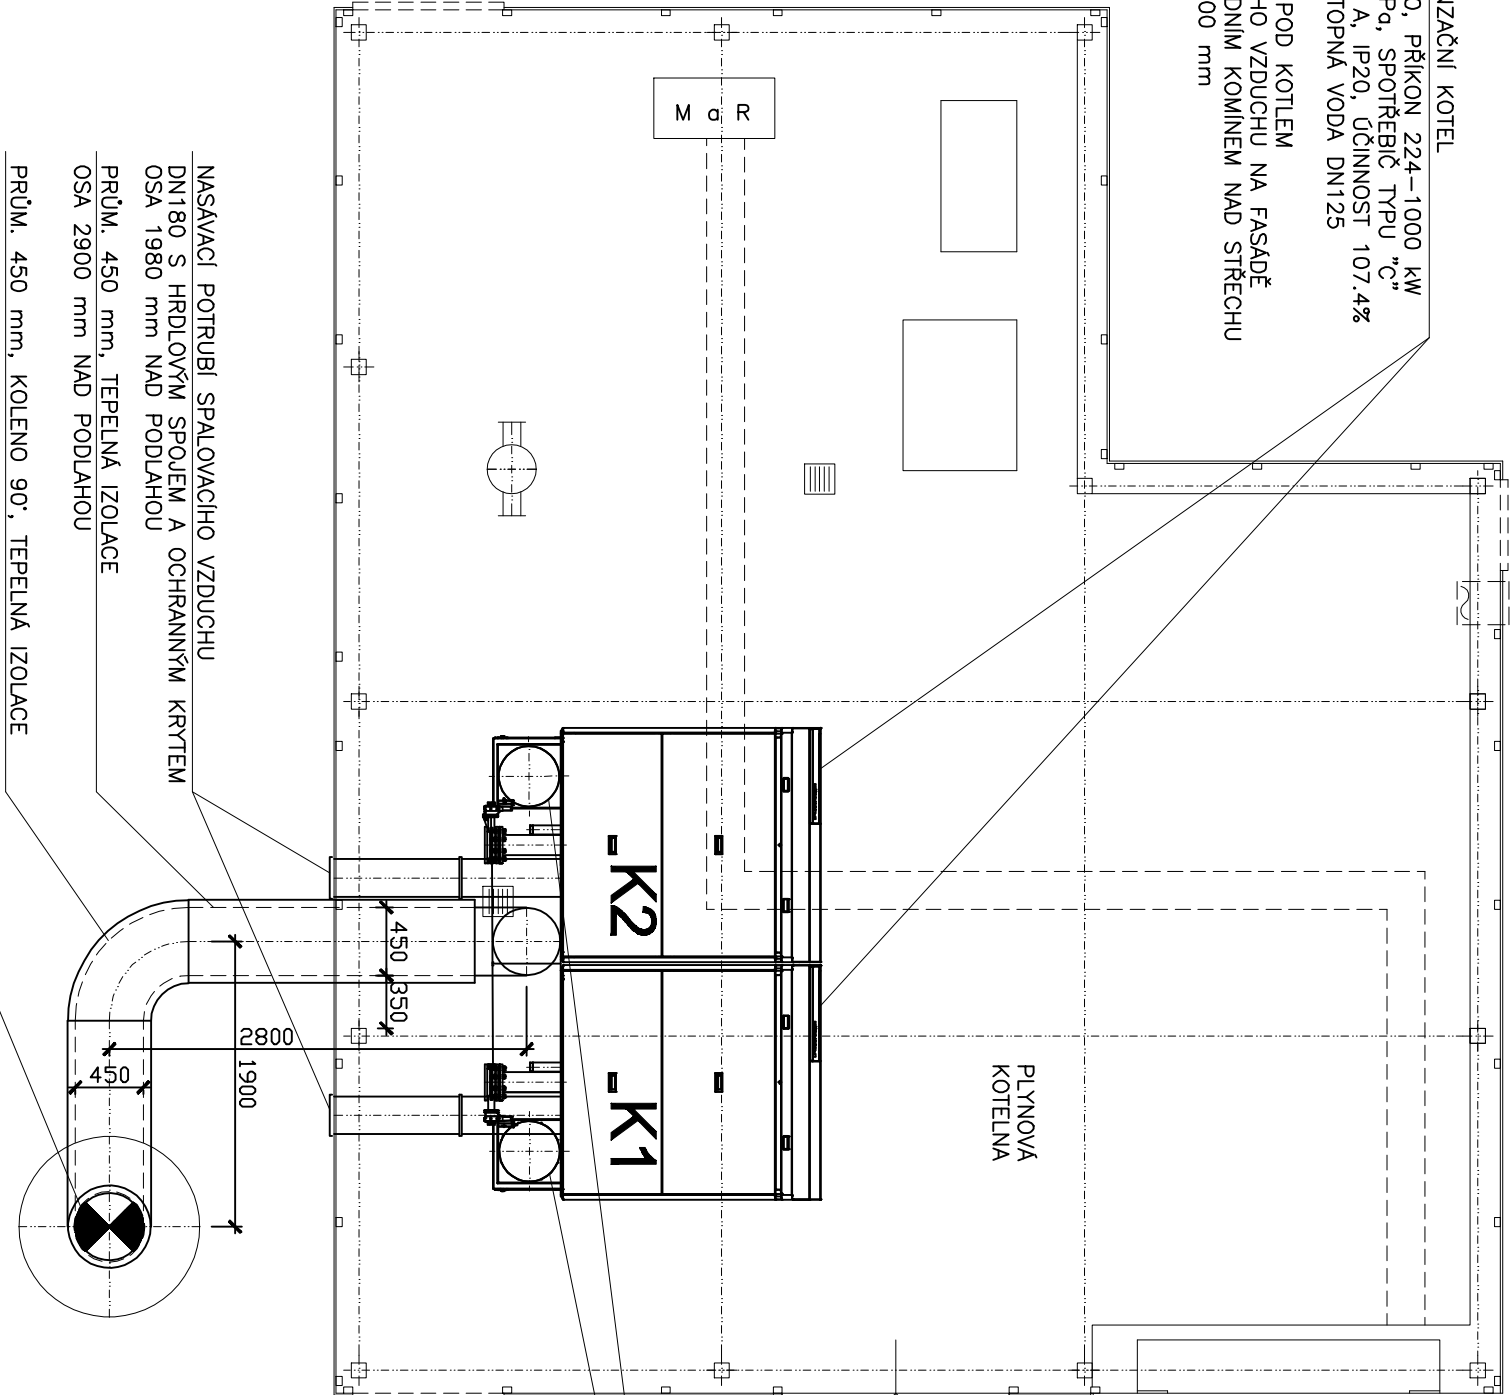 NZAČNÍ KOTEL
0, PŘÍKON 224-1000 kW
Pa, SPOTŘEBIČ TYPU "C"
A, IP20, ÚČINNOST 107.4%
TOPNÁ VODA DN125
POD KOTLEM
HO VZDUCHU NA FASÁDĚ
DNÍM KOMÍNEM NAD STŘECHU
00 mm
M a R
PLYNOVÁ
KOTELNA
K2
K1
450
350
2800
1900
450
NASÁVACÍ POTRUBÍ SPALOVACÍHO VZDUCHU
DN180 S HRDLOVÝM SPOJEM A OCHRANNÝM KRYTEM
OSA 1980 mm NAD PODLAHOU
PRŮM. 450 mm, TEPELNÁ IZOLACE
OSA 2900 mm NAD PODLAHOU
PRŮM. 450 mm, KOLENO 90°, TEPELNÁ IZOLACE